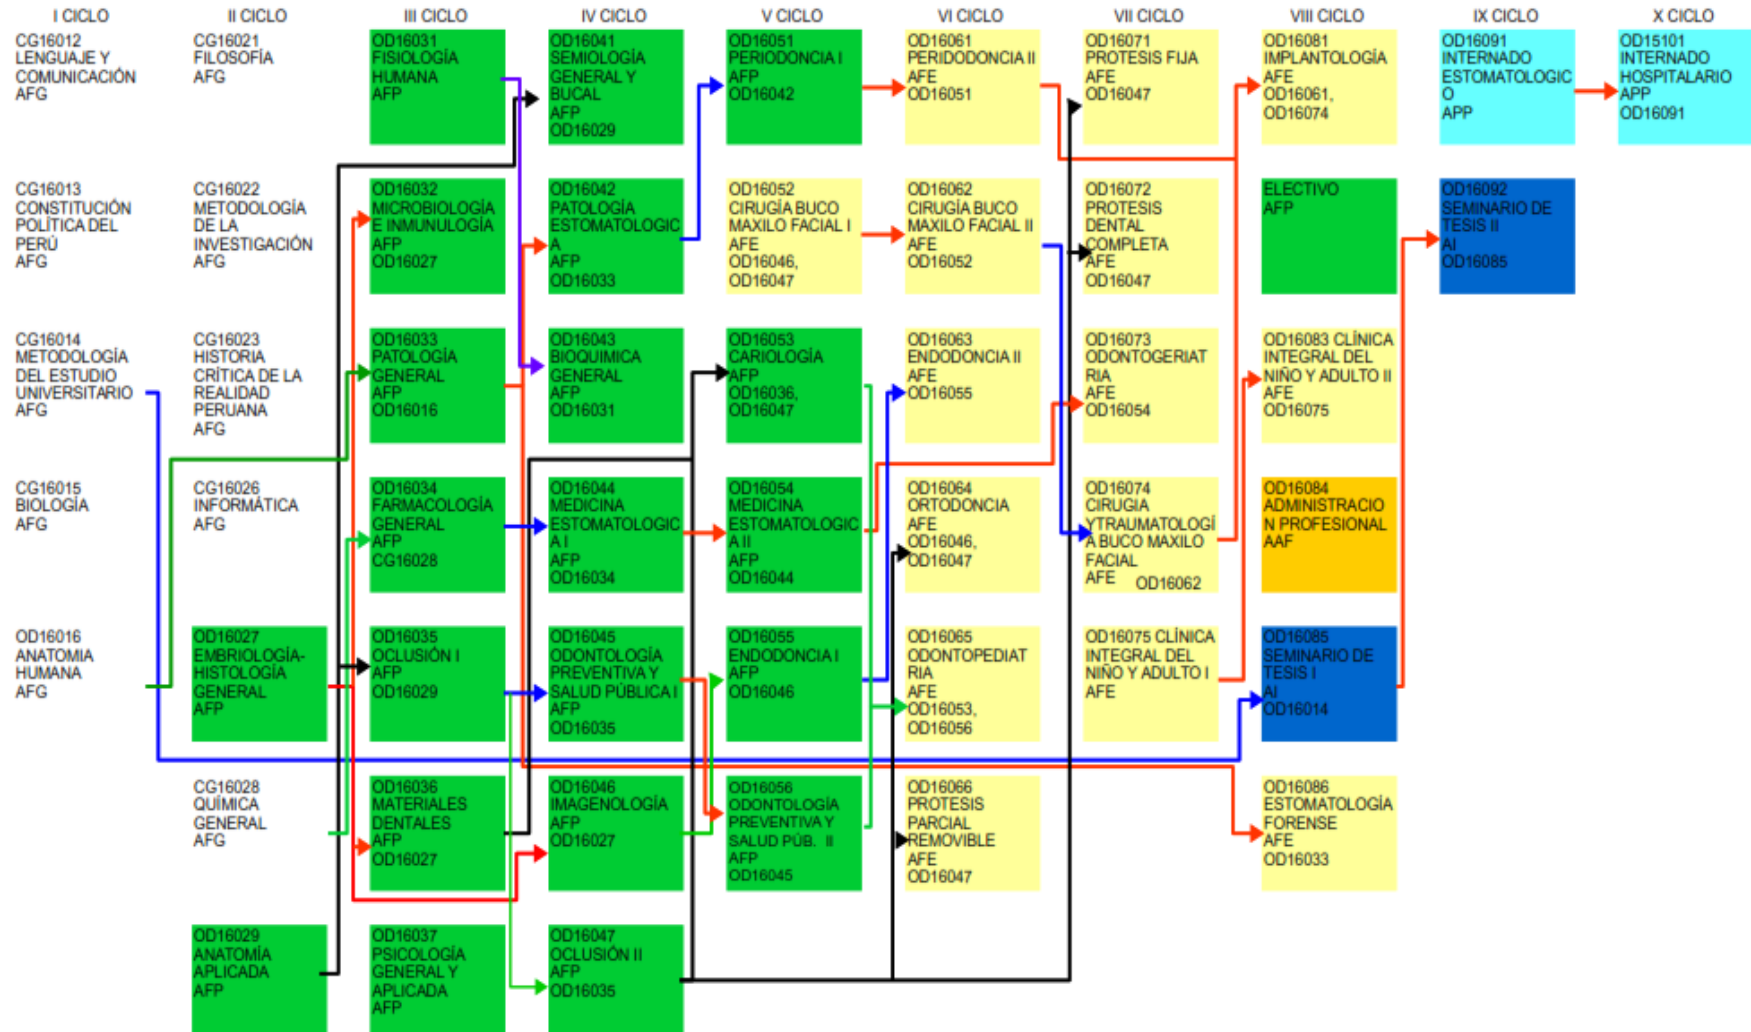 I CICLO
II CICLO
III CICLO
IV CICLO
V CICLO
VI CICLO
VII CICLO
VIII CICLO
IX CICLO
X CICLO
CG16012
LENGUAJE Y
COMUNICACIÓN
AFG
CG16021
FILOSOFÍA
AFG
OD16031
FISIOLOGÍA
HUMANA
AFP
OD16041
SEMIOLOGÍA
GENERAL Y
BUCAL
AFP
OD16029
OD16051
PERIODONCIA I
AFP
OD16042
OD16061
PERIDODONCIA II
AFE
OD16051
OD16071
PROTESIS FIJA
AFE
OD16047
OD16081
IMPLANTOLOGÍA
AFE
OD16061,
OD16074
OD16091
INTERNADO
ESTOMATOLOGIC
O
APP
OD15101
INTERNADO
HOSPITALARIO
APP
OD16091
CG16013
CONSTITUCIÓN
POLÍTICA DEL
PERÚ
AFG
CG16022
METODOLOGÍA
DE LA
INVESTIGACIÓN
AFG
OD16032
MICROBIOLOGÍA
E INMUNULOGÍA
AFP
OD16027
OD16042
PATOLOGÍA
ESTOMATOLOGIC
A
AFP
OD16033
OD16052
CIRUGÍA BUCO
MAXILO FACIAL I
AFE
OD16046,
OD16047
OD16062
CIRUGÍA BUCO
MAXILO FACIAL II
AFE
OD16052
OD16072
PROTESIS
DENTAL
COMPLETA
AFE
OD16047
ELECTIVO
AFP
OD16092
SEMINARIO DE
TESIS II
AI
OD16085
CG16014
METODOLOGÍA
DEL ESTUDIO
UNIVERSITARIO
AFG
CG16023
HISTORIA
CRÍTICA DE LA
REALIDAD
PERUANA
AFG
OD16033
PATOLOGÍA
GENERAL
AFP
OD16016
OD16043
BIOQUIMICA
GENERAL
AFP
OD16031
OD16053
CARIOLOGÍA
AFP
OD16036,
OD16047
OD16063
ENDODONCIA II
AFE
OD16055
OD16073
ODONTOGERIAT
RIA
AFE
OD16054
OD16083 CLÍNICA
INTEGRAL DEL
NIÑO Y ADULTO II
AFE
OD16075
CG16015
BIOLOGÍA
AFG
CG16026
INFORMÁTICA
AFG
OD16034
FARMACOLOGÍA
GENERAL
AFP
CG16028
OD16044
MEDICINA
ESTOMATOLOGIC
A I
AFP
OD16034
OD16054
MEDICINA
ESTOMATOLOGIC
A II
AFP
OD16044
OD16064
ORTODONCIA
AFE
OD16046,
OD16047
OD16074
CIRUGIA
YTRAUMATOLOGÍ
A BUCO MAXILO
FACIAL
AFE OD16062
OD16084
ADMINISTRACIO
N PROFESIONAL
AAF
OD16016
ANATOMIA
HUMANA
AFG
OD16027
EMBRIOLOGÍA-
HISTOLOGÍA
GENERAL
AFP
OD16035
OCLUSIÓN I
AFP
OD16029
OD16045
ODONTOLOGÍA
PREVENTIVA Y
SALUD PÚBLICA I
AFP
OD16035
OD16055
ENDODONCIA I
AFP
OD16046
OD16065
ODONTOPEDIAT
RIA
AFE
OD16053,
OD16056
OD16075 CLÍNICA
INTEGRAL DEL
NIÑO Y ADULTO I
AFE
OD16085
SEMINARIO DE
TESIS I
AI
OD16014
CG16028
QUÍMICA
GENERAL
AFG
OD16036
MATERIALES
DENTALES
AFP
OD16027
OD16046
IMAGENOLOGÍA
AFP
OD16027
OD16056
ODONTOLOGÍA
PREVENTIVA Y
SALUD PÚB. II
AFP
OD16045
OD16066
PROTESIS
PARCIAL
REMOVIBLE
AFE
OD16047
OD16086
ESTOMATOLOGÍA
FORENSE
AFE
OD16033
OD16029
ANATOMÍA
APLICADA
AFP
OD16037
PSICOLOGÍA
GENERAL Y
APLICADA
AFP
OD16047
OCLUSIÓN II
AFP
OD16035